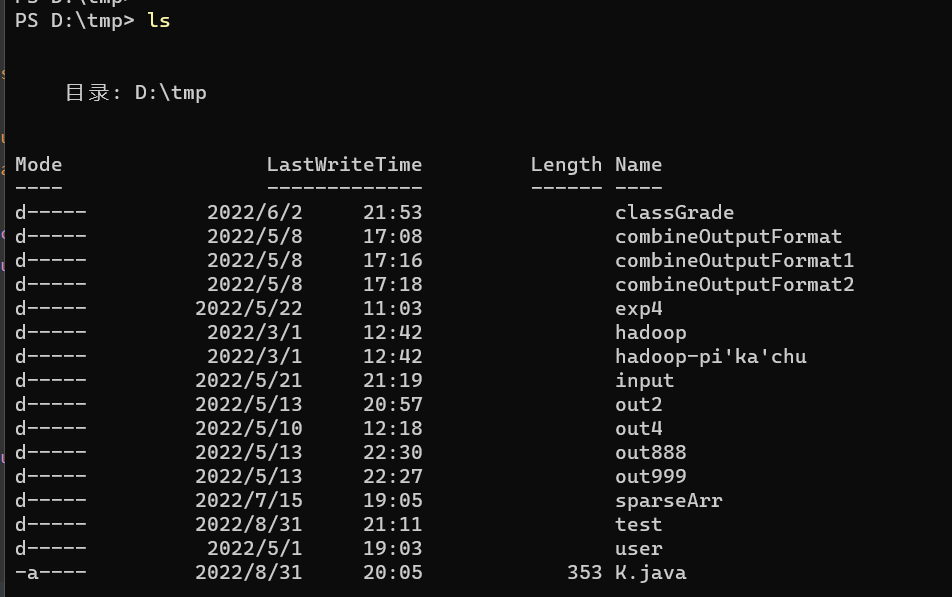 PS D:\tmp> ls
目录: D:\tmp
Mode LastWriteTime Length Name
---- ------------- ------ ----
d----- 2022/6/2 21:53 classGrade
d----- 2022/5/8 17:08 combineOutputFormat
d----- 2022/5/8 17:16 combineOutputFormat1
d----- 2022/5/8 17:18 combineOutputFormat2
d----- 2022/5/22 11:03 exp4
d----- 2022/3/1 12:42 hadoop
d----- 2022/3/1 12:42 hadoop-pi'ka'chu
d----- 2022/5/21 21:19 input
d----- 2022/5/13 20:57 out2
d----- 2022/5/10 12:18 out4
d----- 2022/5/13 22:30 out888
d----- 2022/5/13 22:27 out999
d----- 2022/7/15 19:05 sparseArr
d----- 2022/8/31 21:11 test
d----- 2022/5/1 19:03 user
-a---- 2022/8/31 20:05 353 K.java